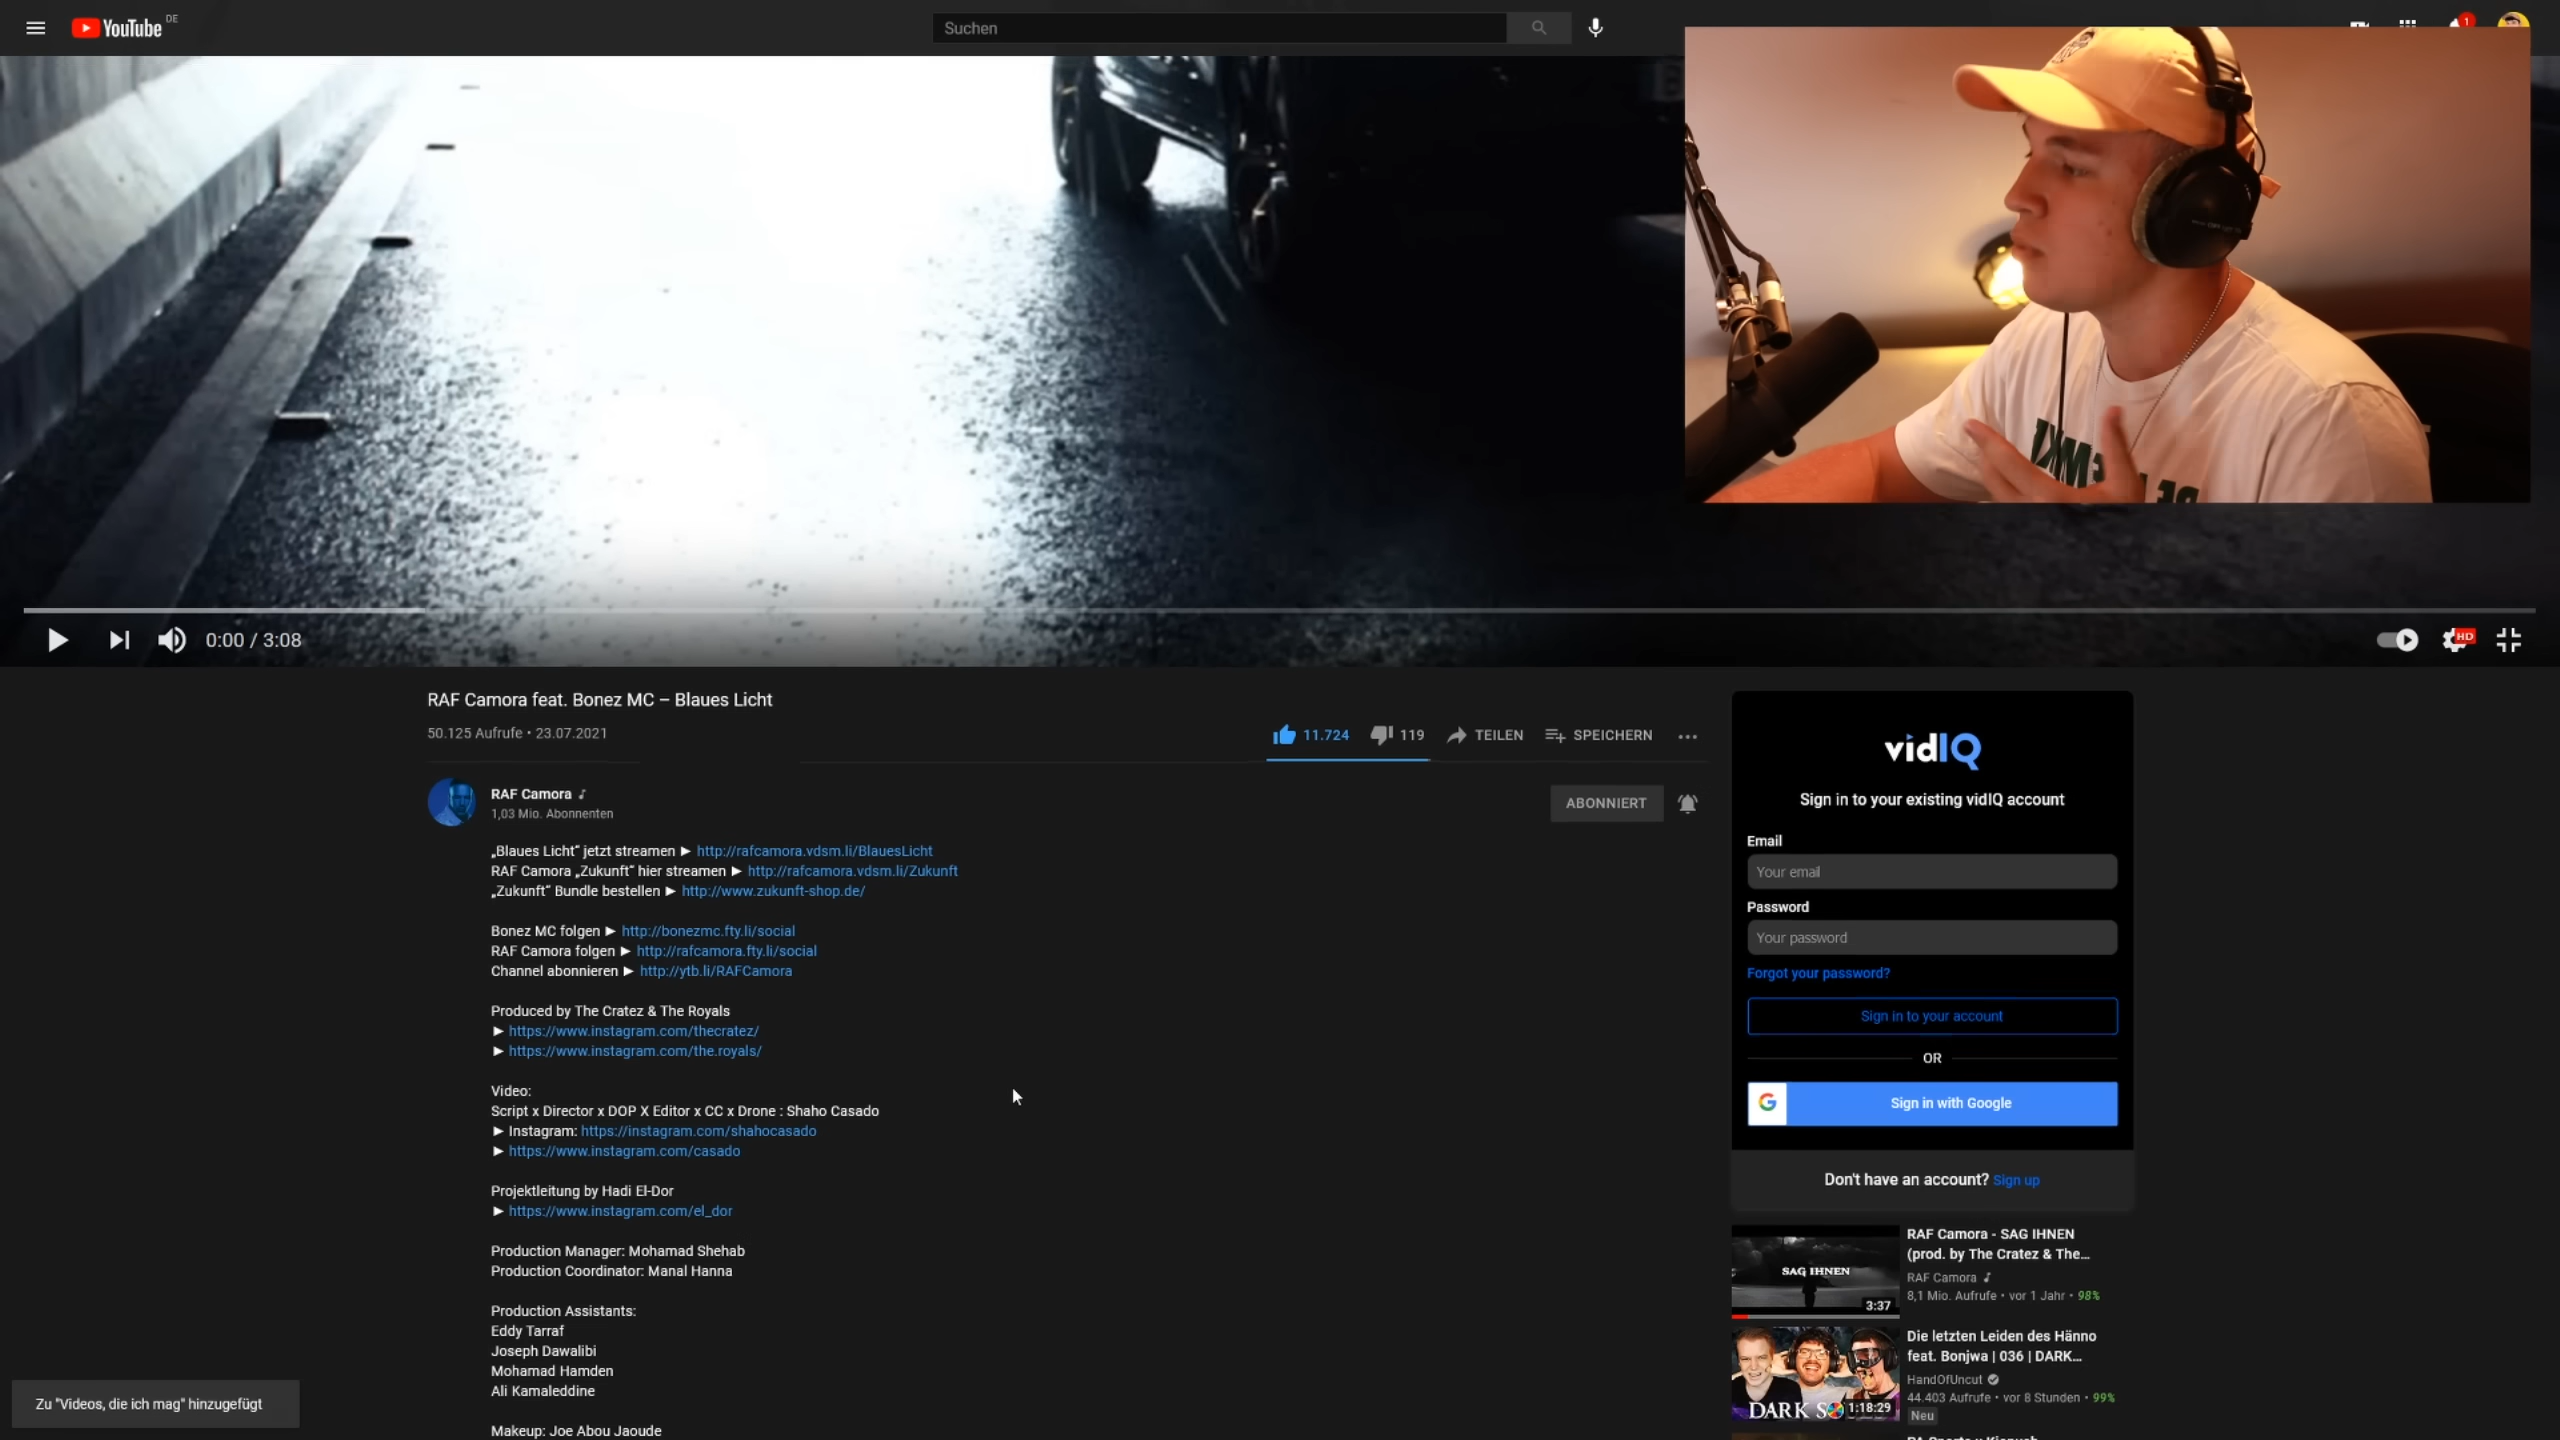 YouTube DE
Suchen
1
0:00 / 3:08
HD
RAF Camora feat. Bonez MC – Blaues Licht
50.125 Aufrufe • 23.07.2021
11.724
119
TEILEN
SPEICHERN
RAF Camora
1,03 Mio. Abonnenten
ABONNIERT
„Blaues Licht“ jetzt streamen ► http://rafcamora.vdsm.li/BlauesLicht
RAF Camora „Zukunft“ hier streamen ► http://rafcamora.vdsm.li/Zukunft
„Zukunft“ Bundle bestellen ► http://www.zukunft-shop.de/
Bonez MC folgen ► http://bonezmc.fty.li/social
RAF Camora folgen ► http://rafcamora.fty.li/social
Channel abonnieren ► http://ytb.li/RAFCamora
Produced by The Cratez & The Royals
► https://www.instagram.com/thecratez/
► https://www.instagram.com/the.royals/
Video:
Script x Director x DOP X Editor x CC x Drone : Shaho Casado
► Instagram: https://instagram.com/shahocasado
► https://www.instagram.com/casado
Projektleitung by Hadi El-Dor
► https://www.instagram.com/el_dor
Production Manager: Mohamad Shehab
Production Coordinator: Manal Hanna
Production Assistants:
Eddy Tarraf
Joseph Dawalibi
Mohamad Hamden
Ali Kamaleddine
Makeup: Joe Abou Jaoude
Zu "Videos, die ich mag" hinzugefügt
vidIQ
Sign in to your existing vidIQ account
Email
Your email
Password
Your password
Forgot your password?
Sign in to your account
OR
Sign in with Google
Don't have an account? Sign up
SAG IHNEN
3:37
RAF Camora - SAG IHNEN
(prod. by The Cratez & The...
RAF Camora
8,1 Mio. Aufrufe • vor 1 Jahr • 98%
DARK
1:18:29
Die letzten Leiden des Hänno
feat. Bonjwa | 036 | DARK...
HandOfUncut
44.403 Aufrufe • vor 8 Stunden • 99%
Neu